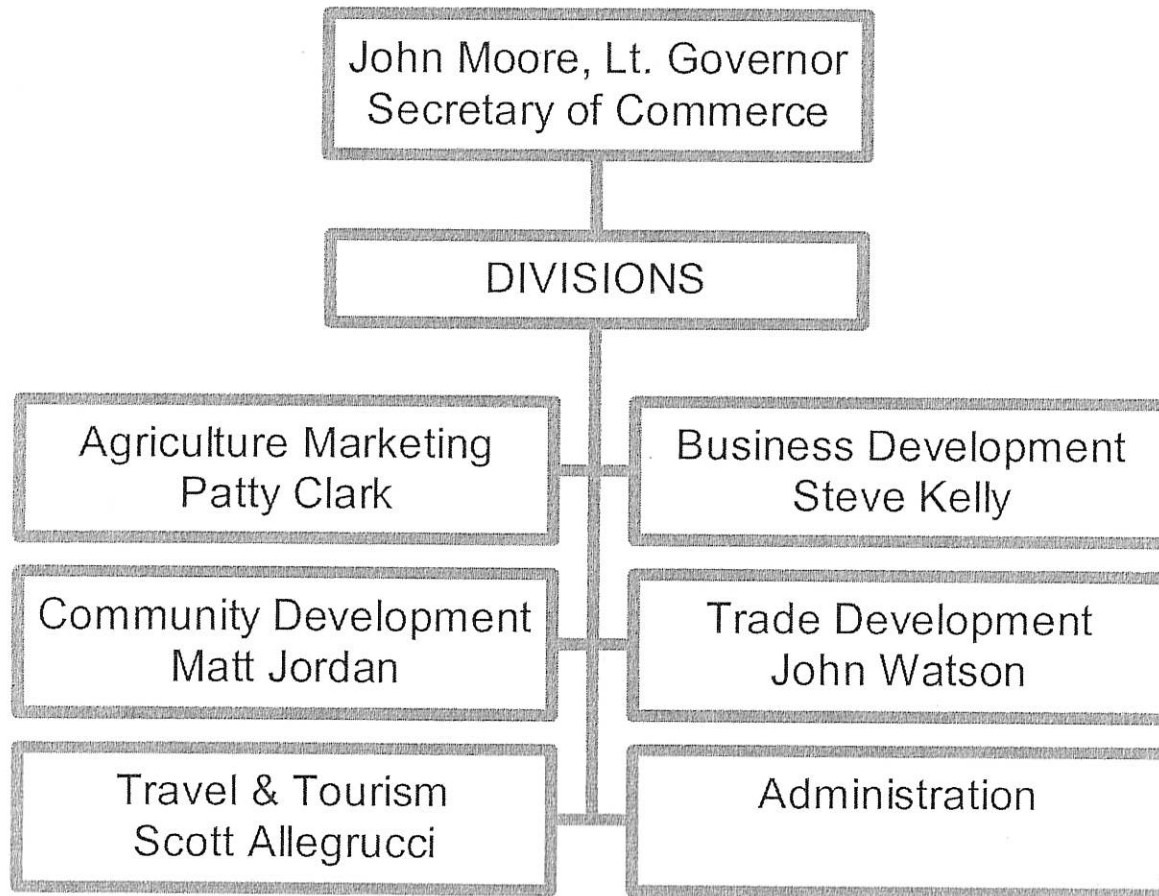 John Moore, Lt. Governor
Secretary of Commerce
DIVISIONS
Agriculture Marketing
Patty Clark
Business Development
Steve Kelly
Community Development
Matt Jordan
Trade Development
John Watson
Travel & Tourism
Scott Allegrucci
Administration